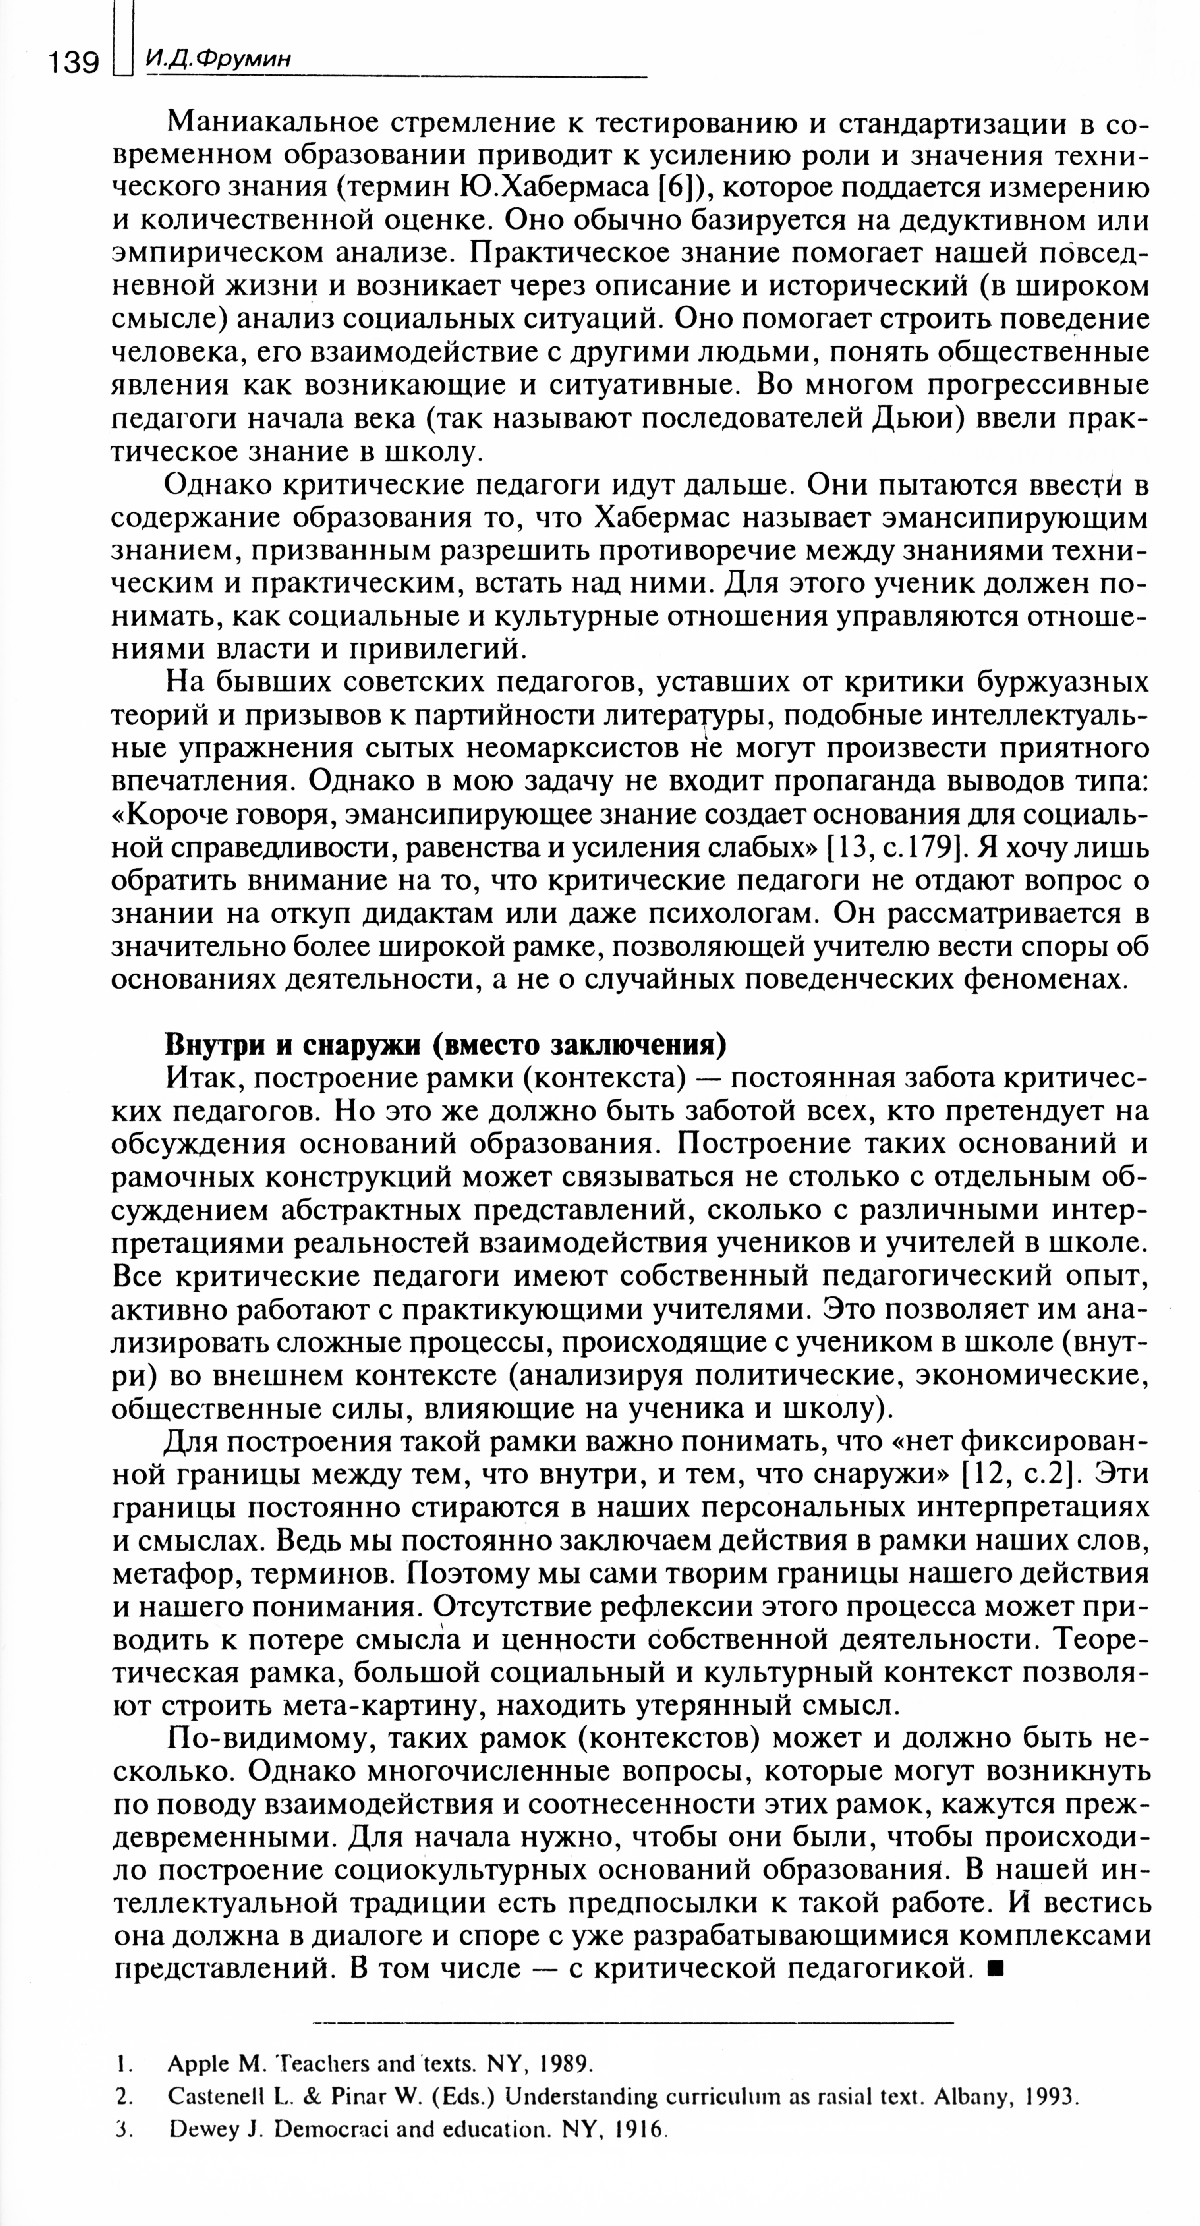 139
И.Д.Фрумин
Маниакальное стремление к тестированию и стандартизации в со-
временном образовании приводит к усилению роли и значения техни-
ческого знания (термин Ю.Хабермаса [6]), которое поддается измерению
и количественной оценке. Оно обычно базируется на дедуктивном или
эмпирическом анализе. Практическое знание помогает нашей повсед-
невной жизни и возникает через описание и исторический (в широком
смысле) анализ социальных ситуаций. Оно помогает строить поведение
человека, его взаимодействие с другими людьми, понять общественные
явления как возникающие и ситуативные. Во многом прогрессивные
педагоги начала века (так называют последователей Дьюи) ввели прак-
тическое знание в школу.
Однако критические педагоги идут дальше. Они пытаются ввести в
содержание образования то, что Хабермас называет эмансипирующим
знанием, призванным разрешить противоречие между знаниями техни-
ческим и практическим, встать над ними. Для этого ученик должен по-
нимать, как социальные и культурные отношения управляются отноше-
ниями власти и привилегий.
На бывших советских педагогов, уставших от критики буржуазных
теорий и призывов к партийности литературы, подобные интеллектуаль-
ные упражнения сытых неомарксистов не могут произвести приятного
впечатления. Однако в мою задачу не входит пропаганда выводов типа:
«Короче говоря, эмансипирующее знание создает основания для социаль-
ной справедливости, равенства и усиления слабых» [13, с.179]. Я хочу лишь
обратить внимание на то, что критические педагоги не отдают вопрос о
знании на откуп дидактам или даже психологам. Он рассматривается в
значительно более широкой рамке, позволяющей учителю вести споры об
основаниях деятельности, а не о случайных поведенческих феноменах.
Внутри и снаружи (вместо заключения)
Итак, построение рамки (контекста) — постоянная забота критичес-
ких педагогов. Но это же должно быть заботой всех, кто претендует на
обсуждения оснований образования. Построение таких оснований и
рамочных конструкций может связываться не столько с отдельным об-
суждением абстрактных представлений, сколько с различными интер-
претациями реальностей взаимодействия учеников и учителей в школе.
Все критические педагоги имеют собственный педагогический опыт,
активно работают с практикующими учителями. Это позволяет им ана-
лизировать сложные процессы, происходящие с учеником в школе (внут-
ри) во внешнем контексте (анализируя политические, экономические,
общественные силы, влияющие на ученика и школу).
Для построения такой рамки важно понимать, что «нет фиксирован-
ной границы между тем, что внутри, и тем, что снаружи» [12, с.2]. Эти
границы постоянно стираются в наших персональных интерпретациях
и смыслах. Ведь мы постоянно заключаем действия в рамки наших слов,
метафор, терминов. Поэтому мы сами творим границы нашего действия
и нашего понимания. Отсутствие рефлексии этого процесса может при-
водить к потере смысла и ценности собственной деятельности. Теоре-
тическая рамка, большой социальный и культурный контекст позволя-
ют строить мета-картину, находить утерянный смысл.
По-видимому, таких рамок (контекстов) может и должно быть не-
сколько. Однако многочисленные вопросы, которые могут возникнуть
по поводу взаимодействия и соотнесенности этих рамок, кажутся преж-
девременными. Для начала нужно, чтобы они были, чтобы происходи-
ло построение социокультурных оснований образования. В нашей ин-
теллектуальной традиции есть предпосылки к такой работе. И вестись
она должна в диалоге и споре с уже разрабатывающимися комплексами
представлений. В том числе — с критической педагогикой. ■
1. Apple M. Teachers and texts. NY, 1989.
2. Castenell L. & Pinar W. (Eds.) Understanding curriculum as rasial text. Albany, 1993.
3. Dewey J. Democraci and education. NY, 1916.